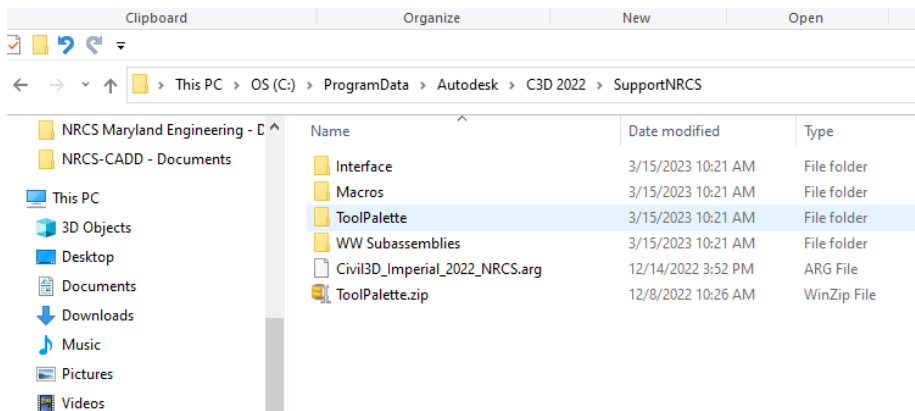 Clipboard Organize New Open
This PC > OS (C:) > ProgramData > Autodesk > C3D 2022 > SupportNRCS
NRCS Maryland Engineering - D
NRCS-CADD - Documents
This PC
3D Objects
Desktop
Documents
Downloads
Music
Pictures
Videos
Name Date modified Type
Interface 3/15/2023 10:21 AM File folder
Macros 3/15/2023 10:21 AM File folder
ToolPalette 3/15/2023 10:21 AM File folder
WW Subassemblies 3/15/2023 10:21 AM File folder
Civil3D_Imperial_2022_NRCS.arg 12/14/2022 3:52 PM ARG File
ToolPalette.zip 12/8/2022 10:26 AM WinZip File